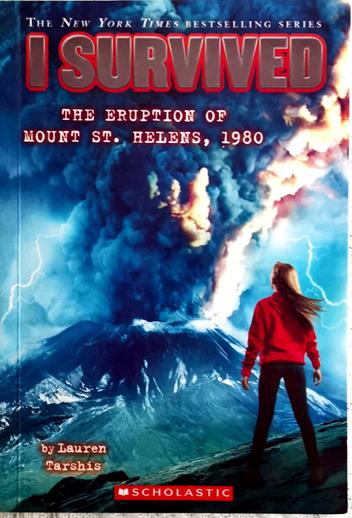 THE NEW YORK TIMES BESTSELLING SERIES
I SURVIVED
THE ERUPTION OF
MOUNT ST. HELENS, 1980
by Lauren
Tarshis
SCHOLASTIC